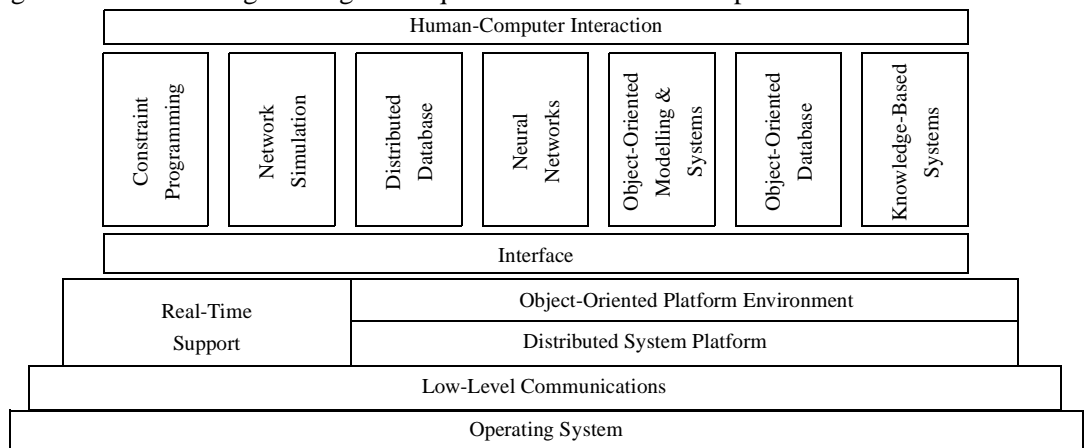 Human-Computer Interaction
Constraint
Programming
Network
Simulation
Distributed
Database
Neural
Networks
Object-Oriented
Modelling &
Systems
Object-Oriented
Database
Knowledge-Based
Systems
Interface
Real-Time
Support
Object-Oriented Platform Environment
Distributed System Platform
Low-Level Communications
Operating System